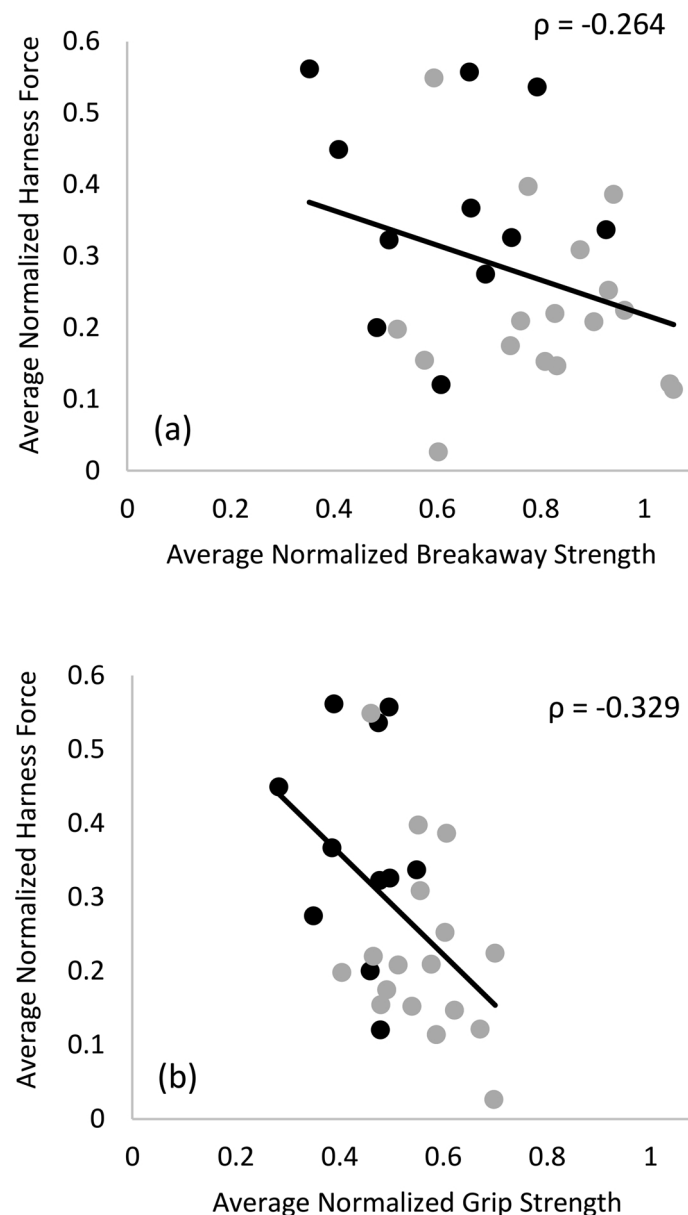 ρ = -0.264
Average Normalized Harness Force
0.6
0.5
0.4
0.3
0.2
0.1
0
(a)
0 0.2 0.4 0.6 0.8 1
Average Normalized Breakaway Strength
ρ = -0.329
Average Normalized Harness Force
0.6
0.5
0.4
0.3
0.2
0.1
0
(b)
0 0.2 0.4 0.6 0.8 1
Average Normalized Grip Strength